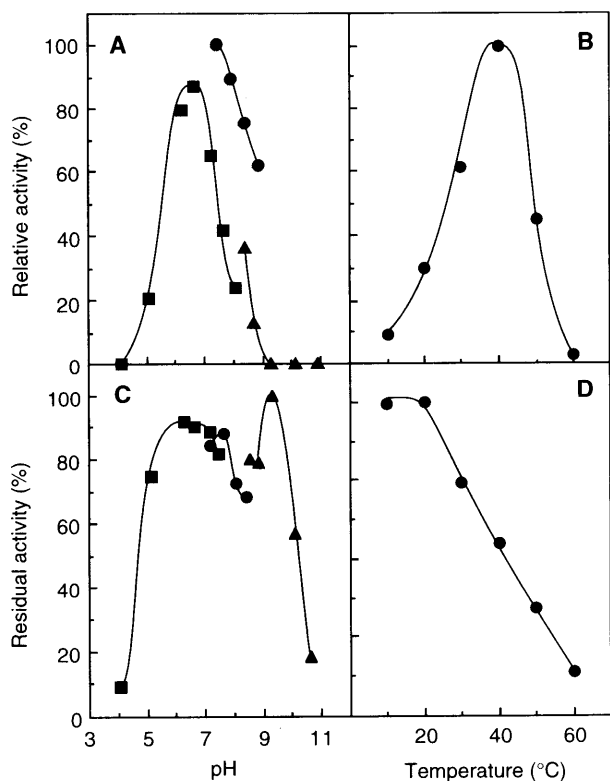 A
B
100
80
60
40
20
0
Relative activity (%)
C
D
100
80
60
40
20
0
Residual activity (%)
3 5 7 9 11
20 40 60
pH
Temperature (°C)